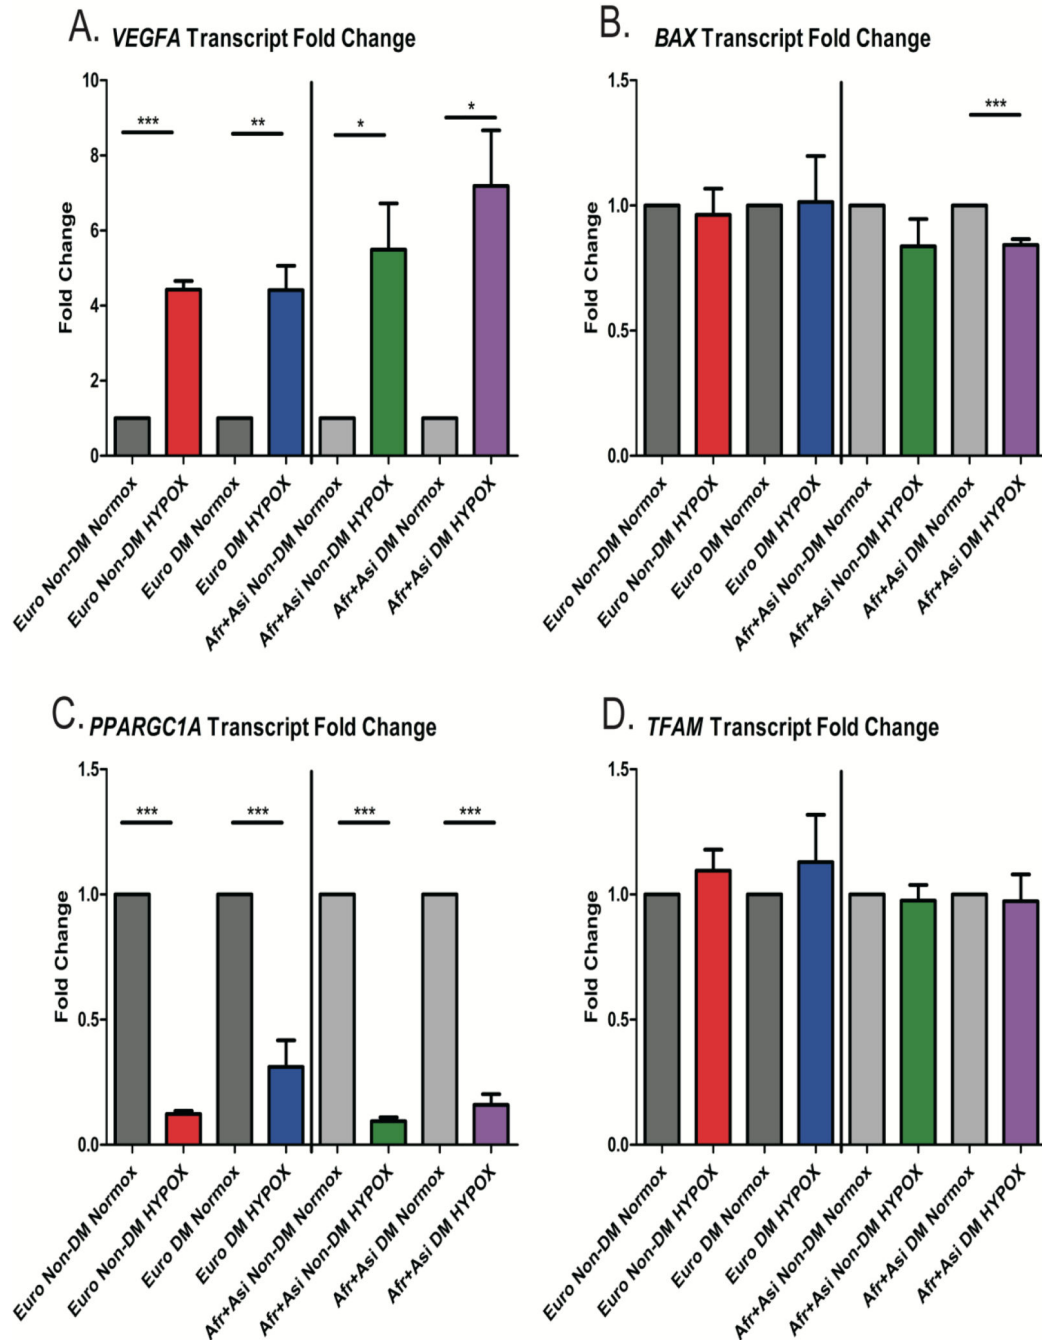 A. VEGFA Transcript Fold Change
Fold Change
10
8
6
4
2
0
***
**
*
*
Euro Non-DM Normox
Euro Non-DM HYPOX
Euro DM Normox
Euro DM HYPOX
Afr+Asi Non-DM Normox
Afr+Asi Non-DM HYPOX
Afr+Asi DM Normox
Afr+Asi DM HYPOX
B. BAX Transcript Fold Change
Fold Change
1.5
1.0
0.5
0.0
***
Euro Non-DM Normox
Euro Non-DM HYPOX
Euro DM Normox
Euro DM HYPOX
Afr+Asi Non-DM Normox
Afr+Asi Non-DM HYPOX
Afr+Asi DM Normox
Afr+Asi DM HYPOX
C. PPARGC1A Transcript Fold Change
Fold Change
1.5
1.0
0.5
0.0
***
***
***
***
Euro Non-DM Normox
Euro Non-DM HYPOX
Euro DM Normox
Euro DM HYPOX
Afr+Asi Non-DM Normox
Afr+Asi Non-DM HYPOX
Afr+Asi DM Normox
Afr+Asi DM HYPOX
D. TFAM Transcript Fold Change
Fold Change
1.5
1.0
0.5
0.0
Euro Non-DM Normox
Euro Non-DM HYPOX
Euro DM Normox
Euro DM HYPOX
Afr+Asi Non-DM Normox
Afr+Asi Non-DM HYPOX
Afr+Asi DM Normox
Afr+Asi DM HYPOX